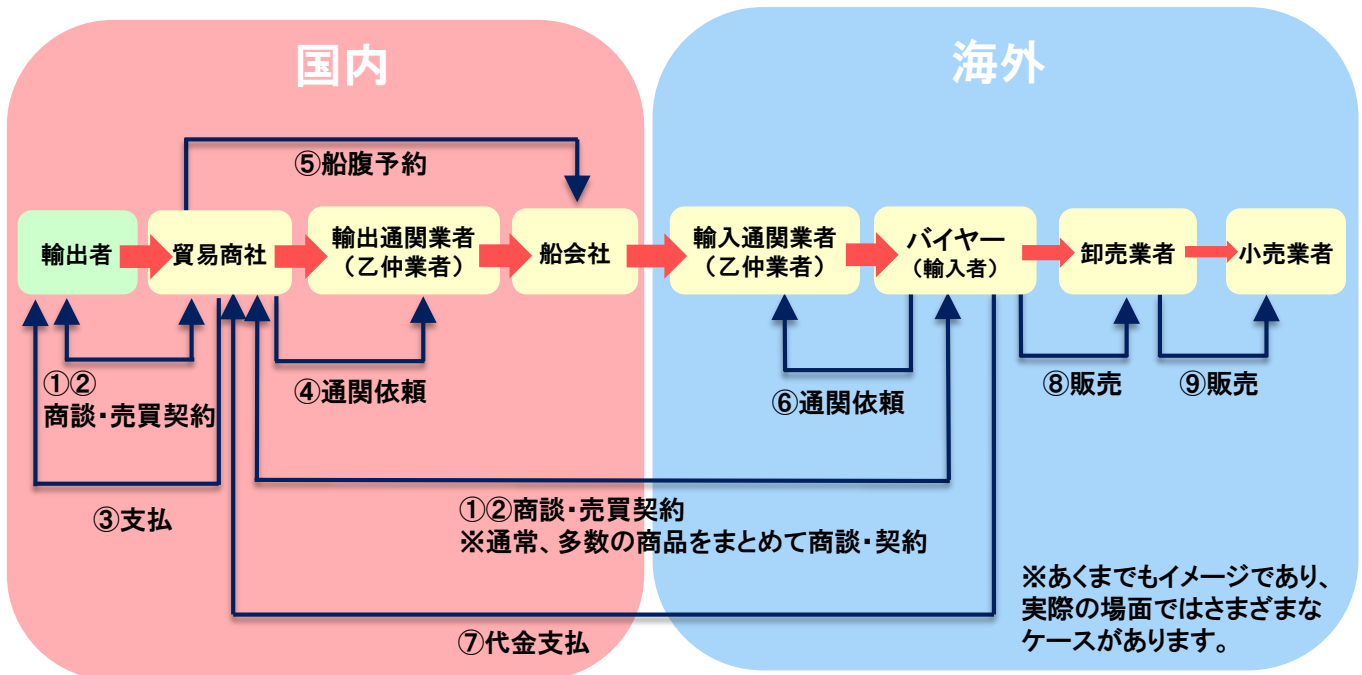 国内
海外
⑤船腹予約
輸出者
貿易商社
輸出通関業者
（乙仲業者）
船会社
輸入通関業者
（乙仲業者）
バイヤー
（輸入者）
卸売業者
小売業者
①②
商談・売買契約
④通関依頼
⑥通関依頼
⑧販売
⑨販売
③支払
①②商談・売買契約
※通常、多数の商品をまとめて商談・契約
⑦代金支払
※あくまでもイメージであり、
実際の場面ではさまざまな
ケースがあります。